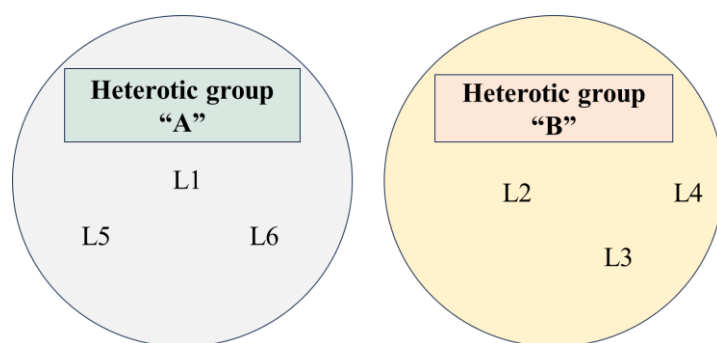 Heterotic group
“A”
L1
L5
L6
Heterotic group
“B”
L2
L4
L3